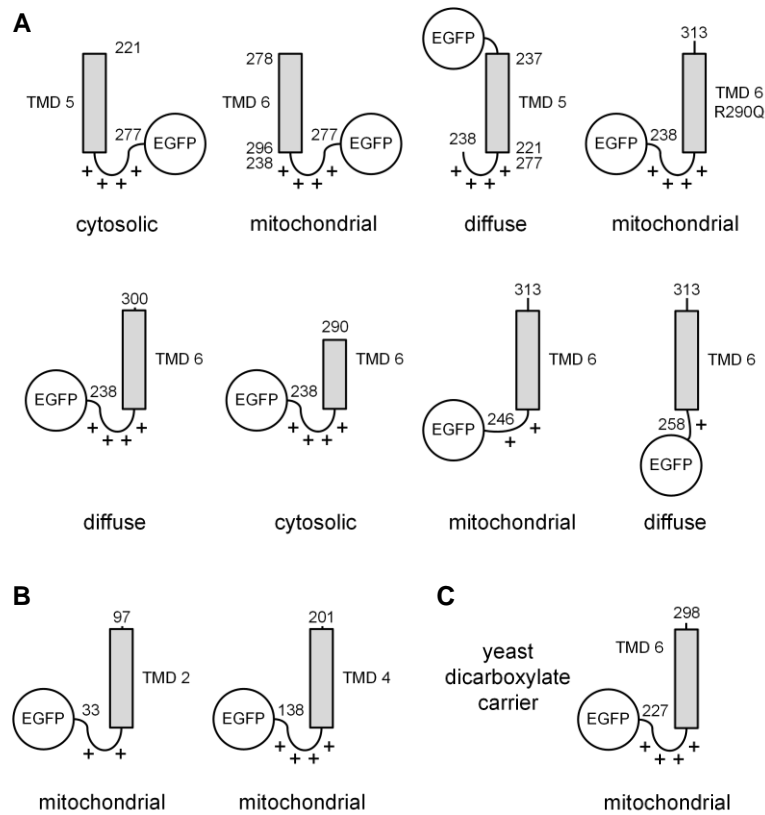 A
221
TMD 5
277
EGFP
+ + + +
cytosolic
278
TMD 6
296
238
277
EGFP
+ + + +
mitochondrial
EGFP
237
TMD 5
238
221
277
+ + + +
diffuse
313
TMD 6
R290Q
EGFP
238
+ + + +
mitochondrial
300
TMD 6
EGFP
238
+ + + +
diffuse
290
TMD 6
EGFP
238
+ + + +
cytosolic
313
TMD 6
EGFP
246
+ +
mitochondrial
313
TMD 6
258
+
EGFP
diffuse
B
97
TMD 2
EGFP
33
+ +
mitochondrial
201
TMD 4
EGFP
138
+ + + +
mitochondrial
C
yeast
dicarboxylate
carrier
298
TMD 6
EGFP
227
+ + + +
mitochondrial